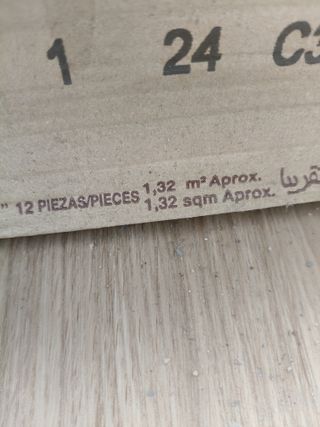 1 24 C3
" 12 PIEZAS/PIECES 1,32 m² Aprox. تقريبا
1,32 sqm Aprox.